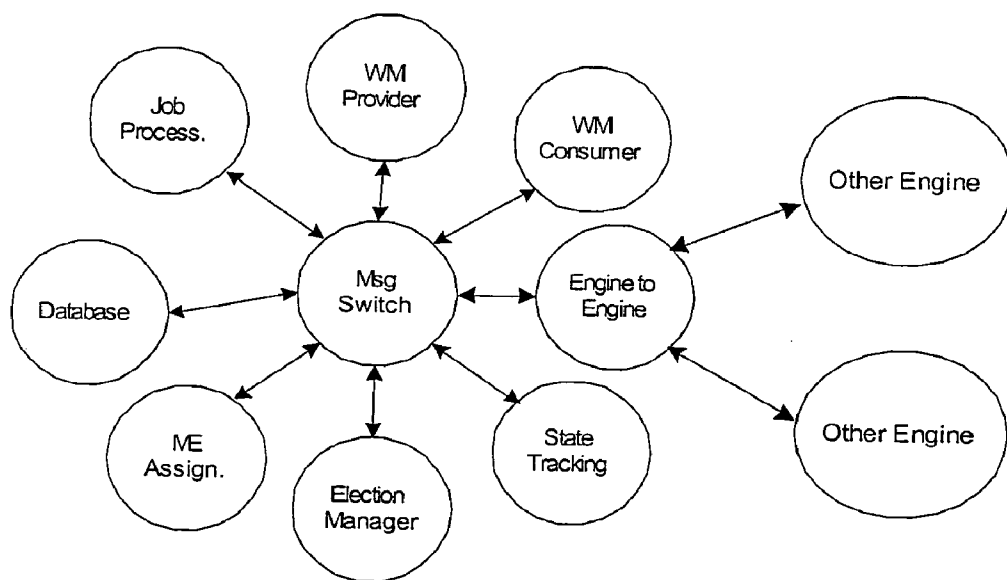 WMI
Provider
Job
Process.
WMI
Consumer
Other Engine
Msg
Switch
Engine to
Engine
Database
ME
Assign.
Election
Manager
State
Tracking
Other Engine